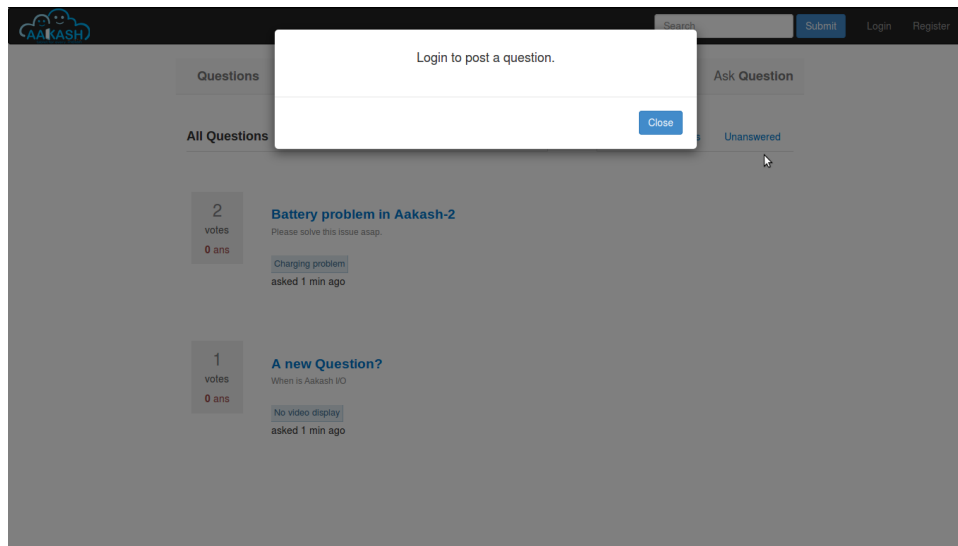 AAKASH
Search
Submit
Login
Register
Login to post a question.
Close
Questions
Ask Question
All Questions
Unanswered
2
votes
0 ans
Battery problem in Aakash-2
Please solve this issue asap.
Charging problem
asked 1 min ago
1
votes
0 ans
A new Question?
When is Aakash I/O
No video display
asked 1 min ago